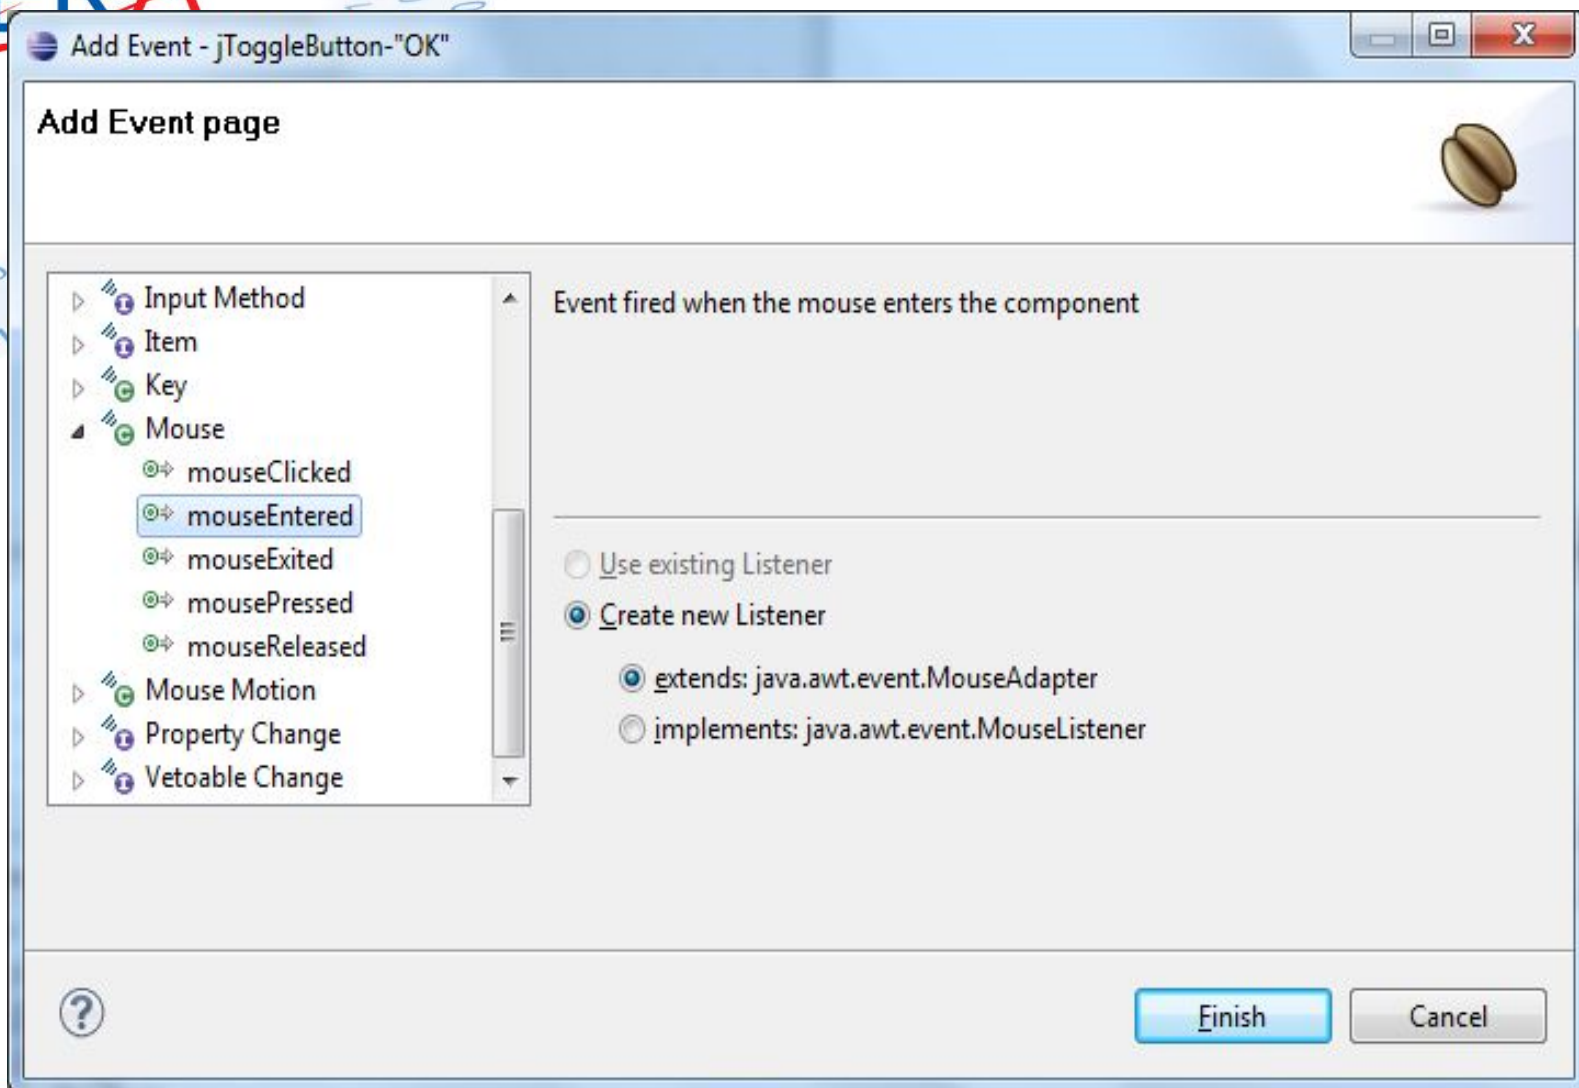 Add Event - jToggleButton-"OK"
Add Event page
Input Method
Item
Key
Mouse
mouseClicked
mouseEntered
mouseExited
mousePressed
mouseReleased
Mouse Motion
Property Change
Vetoable Change
Event fired when the mouse enters the component
Use existing Listener
Create new Listener
extends: java.awt.event.MouseAdapter
implements: java.awt.event.MouseListener
Finish
Cancel